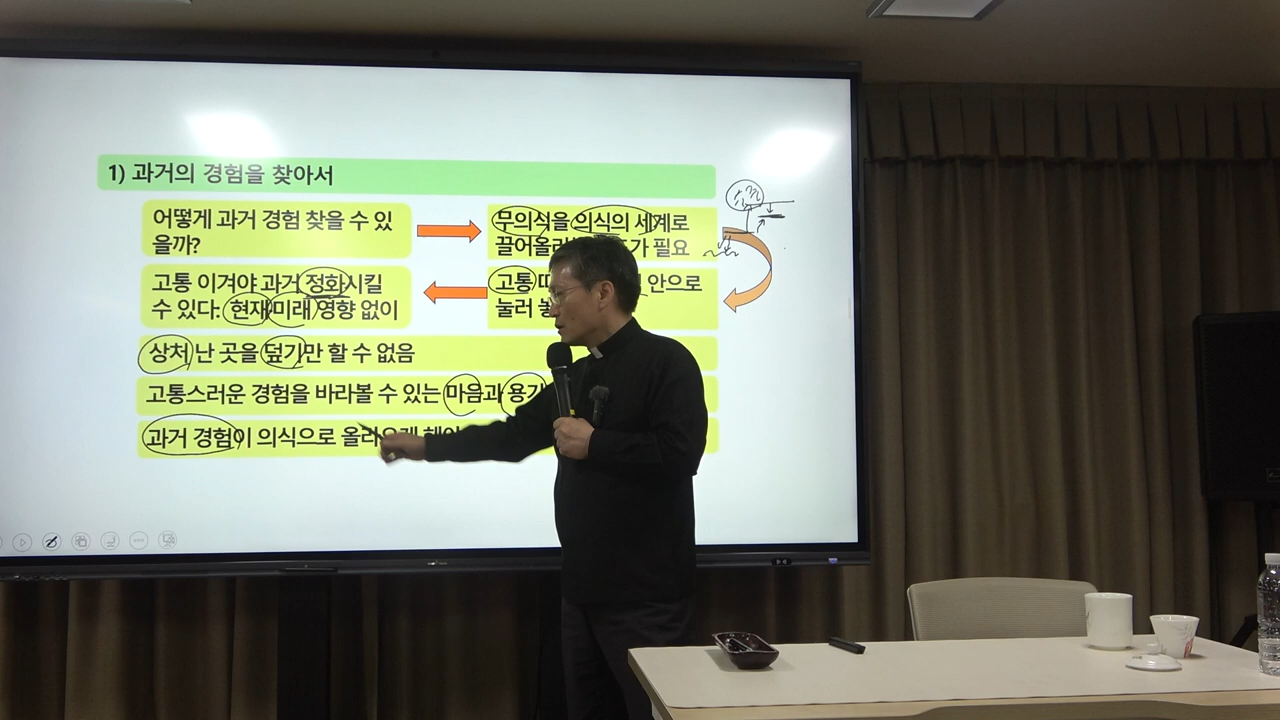 1) 과거의 경험을 찾아서
어떻게 과거 경험 찾을 수 있
을까?
무의식을 의식의 세계로
끌어올리 가 필요
고통 이겨야 과거 정화시킬
수 있다. 현재미래 영향 없이
고통 안으로
눌러
상처 난 곳을 덮기만 할 수 없음
고통스러운 경험을 바라볼 수 있는 마음과 용기
과거 경험이 의식으로 올라오게 해야